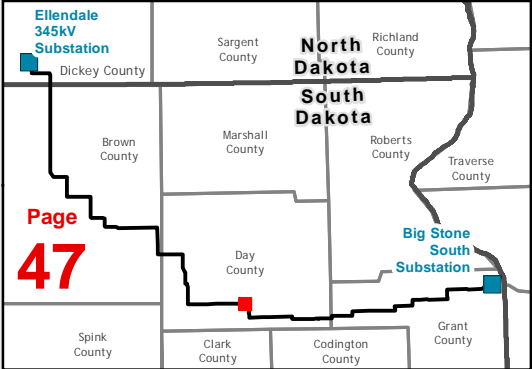 Ellendale
345kV
Substation
Dickey County
Sargent
County
North
Dakota
Richland
County
South
Dakota
Brown
County
Marshall
County
Roberts
County
Traverse
County
Page
47
Day
County
Big Stone
South
Substation
Spink
County
Clark
County
Codington
County
Grant
County